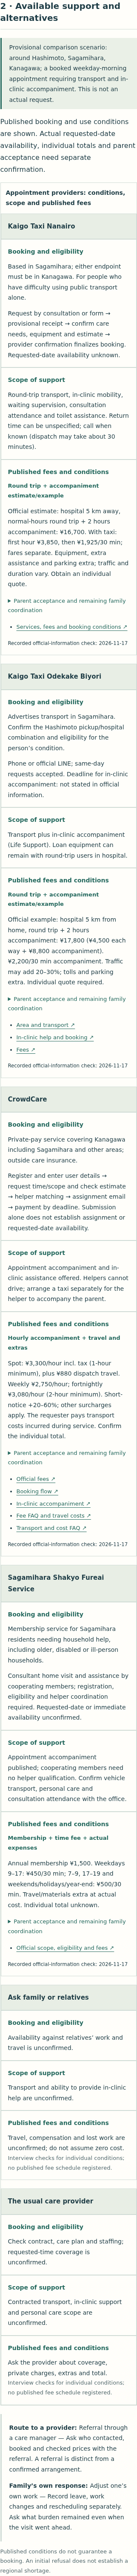 2 · Available support and
alternatives
Provisional comparison scenario:
around Hashimoto, Sagamihara,
Kanagawa; a booked weekday-morning
appointment requiring transport and in-
clinic accompaniment. This is not an
actual request.
Published booking and use conditions
are shown. Actual requested-date
availability, individual totals and parent
acceptance need separate
confirmation.
Appointment providers: conditions,
scope and published fees
Kaigo Taxi Nanairo
Booking and eligibility
Based in Sagamihara; either endpoint
must be in Kanagawa. For people who
have difficulty using public transport
alone.
Request by consultation or form →
provisional receipt → confirm care
needs, equipment and estimate →
provider confirmation finalizes booking.
Requested-date availability unknown.
Scope of support
Round-trip transport, in-clinic mobility,
waiting supervision, consultation
attendance and toilet assistance. Return
time can be unspecified; call when
known (dispatch may take about 30
minutes).
Published fees and conditions
Round trip + accompaniment
estimate/example
Official estimate: hospital 5 km away,
normal-hours round trip + 2 hours
accompaniment: ¥16,700. With taxi:
first hour ¥3,850, then ¥1,925/30 min;
fares separate. Equipment, extra
assistance and parking extra; traffic and
duration vary. Obtain an individual
quote.
▶ Parent acceptance and remaining family
coordination
• Services, fees and booking conditions ↗
Recorded official-information check: 2026-11-17
Kaigo Taxi Odekake Biyori
Booking and eligibility
Advertises transport in Sagamihara.
Confirm the Hashimoto pickup/hospital
combination and eligibility for the
person’s condition.
Phone or official LINE; same-day
requests accepted. Deadline for in-clinic
accompaniment: not stated in official
information.
Scope of support
Transport plus in-clinic accompaniment
(Life Support). Loan equipment can
remain with round-trip users in hospital.
Published fees and conditions
Round trip + accompaniment
estimate/example
Official example: hospital 5 km from
home, round trip + 2 hours
accompaniment: ¥17,800 (¥4,500 each
way + ¥8,800 accompaniment).
¥2,200/30 min accompaniment. Traffic
may add 20–30%; tolls and parking
extra. Individual quote required.
▶ Parent acceptance and remaining family
coordination
• Area and transport ↗
• In-clinic help and booking ↗
• Fees ↗
Recorded official-information check: 2026-11-17
CrowdCare
Booking and eligibility
Private-pay service covering Kanagawa
including Sagamihara and other areas;
outside care insurance.
Register and enter user details →
request time/scope and check estimate
→ helper matching → assignment email
→ payment by deadline. Submission
alone does not establish assignment or
requested-date availability.
Scope of support
Appointment accompaniment and in-
clinic assistance offered. Helpers cannot
drive; arrange a taxi separately for the
helper to accompany the parent.
Published fees and conditions
Hourly accompaniment + travel and
extras
Spot: ¥3,300/hour incl. tax (1-hour
minimum), plus ¥880 dispatch travel.
Weekly ¥2,750/hour; fortnightly
¥3,080/hour (2-hour minimum). Short-
notice +20–60%; other surcharges
apply. The requester pays transport
costs incurred during service. Confirm
the individual total.
▶ Parent acceptance and remaining family
coordination
• Official fees ↗
• Booking flow ↗
• In-clinic accompaniment ↗
• Fee FAQ and travel costs ↗
• Transport and cost FAQ ↗
Recorded official-information check: 2026-11-17
Sagamihara Shakyo Fureai
Service
Booking and eligibility
Membership service for Sagamihara
residents needing household help,
including older, disabled or ill-person
households.
Consultant home visit and assistance by
cooperating members; registration,
eligibility and helper coordination
required. Requested-date or immediate
availability unconfirmed.
Scope of support
Appointment accompaniment
published; cooperating members need
no helper qualification. Confirm vehicle
transport, personal care and
consultation attendance with the office.
Published fees and conditions
Membership + time fee + actual
expenses
Annual membership ¥1,500. Weekdays
9–17: ¥450/30 min; 7–9, 17–19 and
weekends/holidays/year-end: ¥500/30
min. Travel/materials extra at actual
cost. Individual total unknown.
▶ Parent acceptance and remaining family
coordination
• Official scope, eligibility and fees ↗
Recorded official-information check: 2026-11-17
Ask family or relatives
Booking and eligibility
Availability against relatives’ work and
travel is unconfirmed.
Scope of support
Transport and ability to provide in-clinic
help are unconfirmed.
Published fees and conditions
Travel, compensation and lost work are
unconfirmed; do not assume zero cost.
Interview checks for individual conditions;
no published fee schedule registered.
The usual care provider
Booking and eligibility
Check contract, care plan and staffing;
requested-time coverage is
unconfirmed.
Scope of support
Contracted transport, in-clinic support
and personal care scope are
unconfirmed.
Published fees and conditions
Ask the provider about coverage,
private charges, extras and total.
Interview checks for individual conditions;
no published fee schedule registered.
Route to a provider: Referral through
a care manager — Ask who contacted,
booked and checked prices with the
referral. A referral is distinct from a
confirmed arrangement.
Family’s own response: Adjust one’s
own work — Record leave, work
changes and rescheduling separately.
Ask what burden remained even when
the visit went ahead.
Published conditions do not guarantee a
booking. An initial refusal does not establish a
regional shortage.